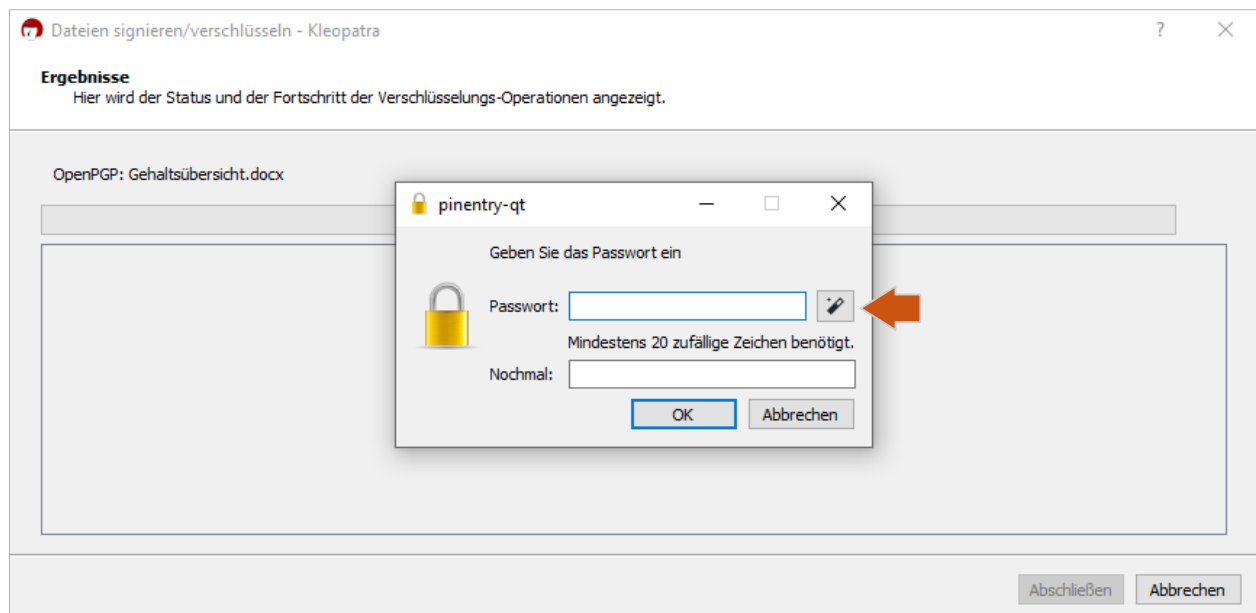 Dateien signieren/verschlüsseln - Kleopatra
Ergebnisse
Hier wird der Status und der Fortschritt der Verschlüsselungs-Operationen angezeigt.
OpenPGP: Gehaltsübersicht.docx
pinentry-qt
Geben Sie das Passwort ein
Passwort:
Mindestens 20 zufällige Zeichen benötigt.
Nochmal:
OK Abbrechen
Abschließen Abbrechen